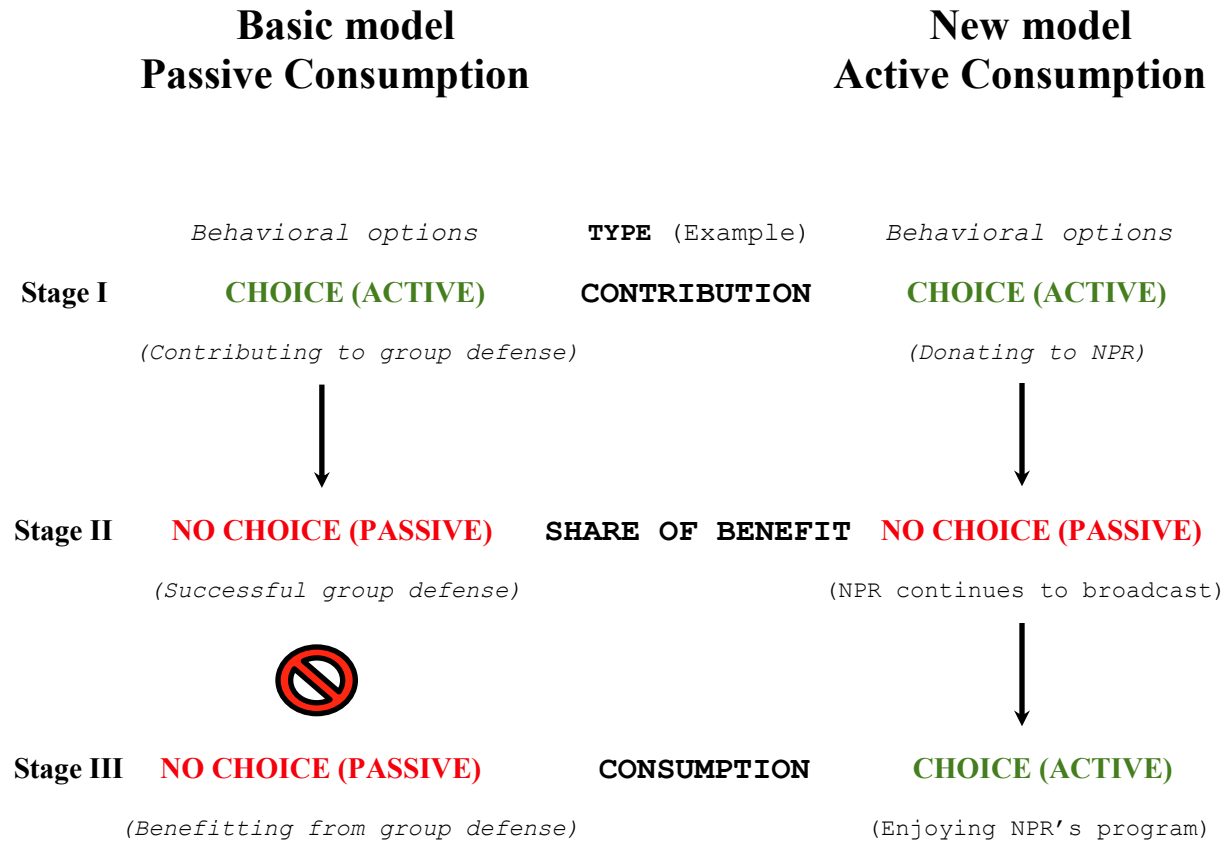 Basic model
Passive Consumption
New model
Active Consumption
Behavioral options
TYPE (Example)
Behavioral options
Stage I
CHOICE (ACTIVE)
CONTRIBUTION
CHOICE (ACTIVE)
(Contributing to group defense)
(Donating to NPR)
Stage II
NO CHOICE (PASSIVE)
SHARE OF BENEFIT
NO CHOICE (PASSIVE)
(Successful group defense)
(NPR continues to broadcast)
Stage III
NO CHOICE (PASSIVE)
CONSUMPTION
CHOICE (ACTIVE)
(Benefitting from group defense)
(Enjoying NPR’s program)